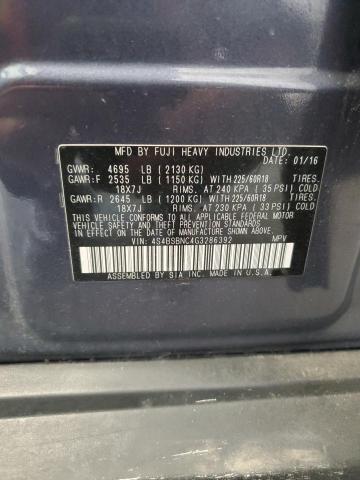 MFD BY FUJI HEAVY INDUSTRIES LTD.
DATE: 01/16
GVWR: 4695 LB (2130 KG)
GAWR:F 2535 LB (1150 KG) WITH 225/60R18 TIRES.
18X7J RIMS. AT 240 KPA (35 PSI) COLD
GAWR:R 2645 LB (1200 KG) WITH 225/60R18 TIRES.
18X7J RIMS. AT 230 KPA (33 PSI) COLD
THIS VEHICLE CONFORMS TO ALL APPLICABLE FEDERAL MOTOR
VEHICLE SAFETY STANDARDS IN EFFECT ON THE DATE OF
MANUFACTURE SHOWN ABOVE.
VIN: 4S4BSBNC4G3286392 MPV
ASSEMBLED BY SIA INC. IN U.S.A.